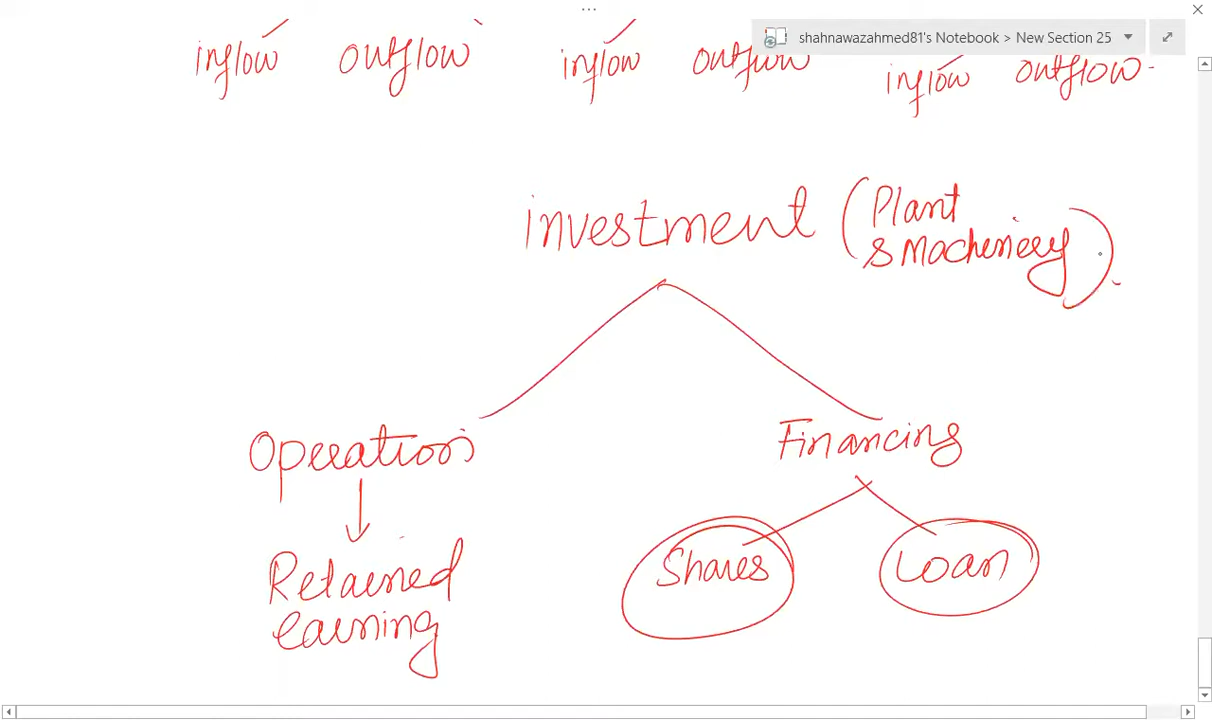 shahnawazahmed81's Notebook > New Section 25
inflow outflow inflow outflow inflow outflow
investment (Plant
& Machinery)
Operations Financing
Shares Loan
Retained
earning